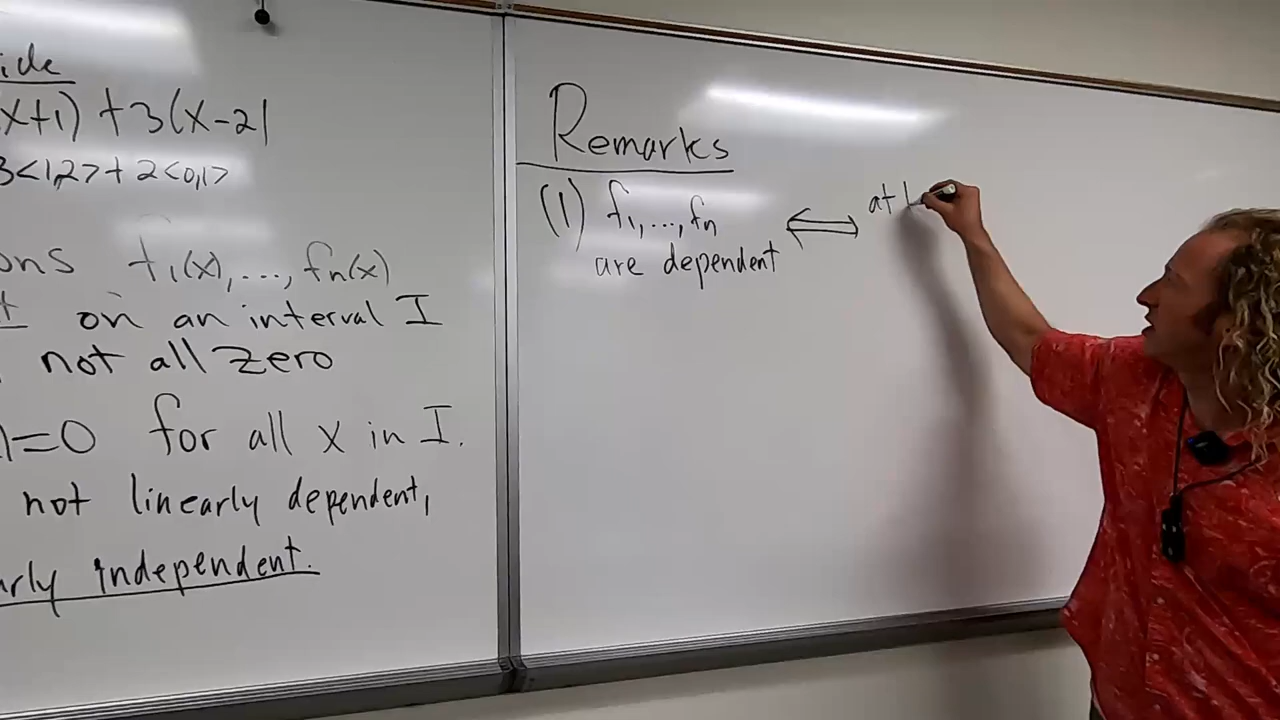 ide
x+1) +3(x-2|
3<1,2>+2<0,1>
ons f₁(x),...,fₙ(x)
on an interval I
not all zero
)=0 for all x in I.
not linearly dependent,
arly independent.
Remarks
(1) f₁,...,fₙ ⟺ at l
are dependent